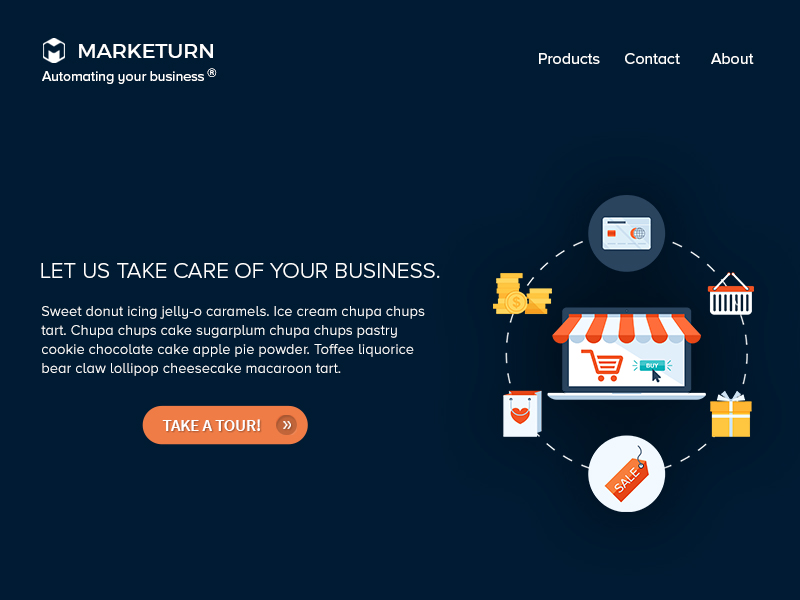 MARKETURN
Automating your business ®
Products Contact About
LET US TAKE CARE OF YOUR BUSINESS.
Sweet donut icing jelly-o caramels. Ice cream chupa chups
tart. Chupa chups cake sugarplum chupa chups pastry
cookie chocolate cake apple pie powder. Toffee liquorice
bear claw lollipop cheesecake macaroon tart.
TAKE A TOUR! »
BUY
SALE